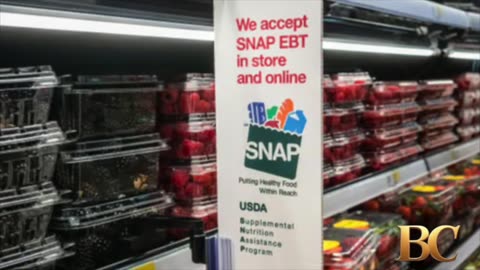 We accept
SNAP EBT
in store
and online
SNAP
Putting Healthy Food
Within Reach
USDA
Supplemental
Nutrition
Assistance
Program
BC